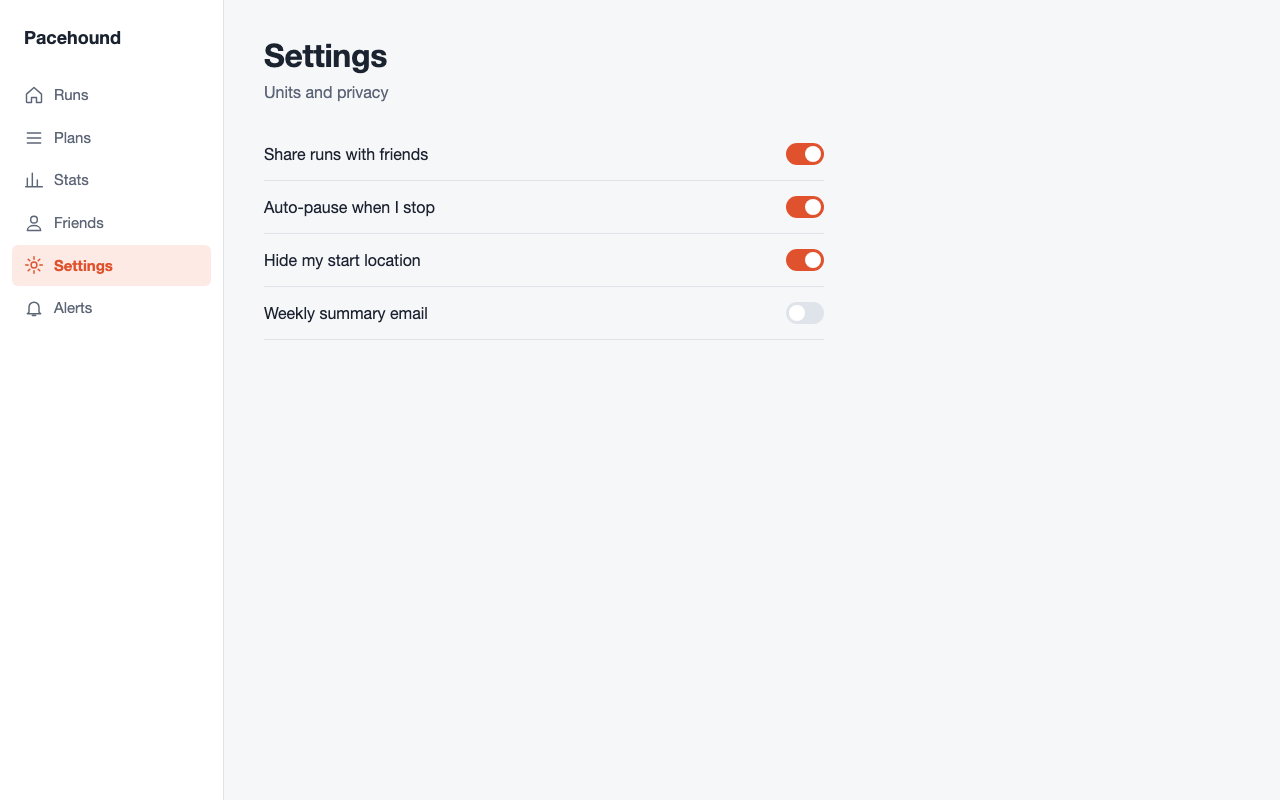 Pacehound
Runs
Plans
Stats
Friends
Settings
Alerts
Settings
Units and privacy
Share runs with friends
Auto-pause when I stop
Hide my start location
Weekly summary email